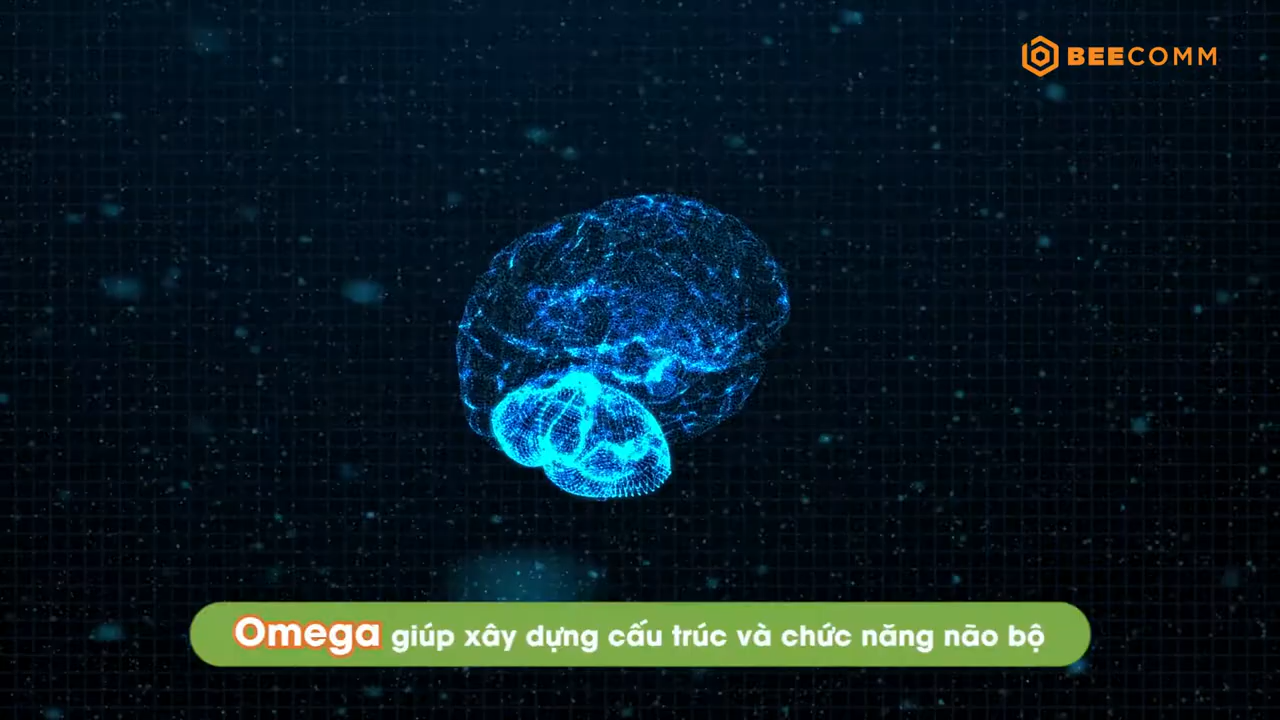 BEECOMM
Omega giúp xây dựng cấu trúc và chức năng não bộ